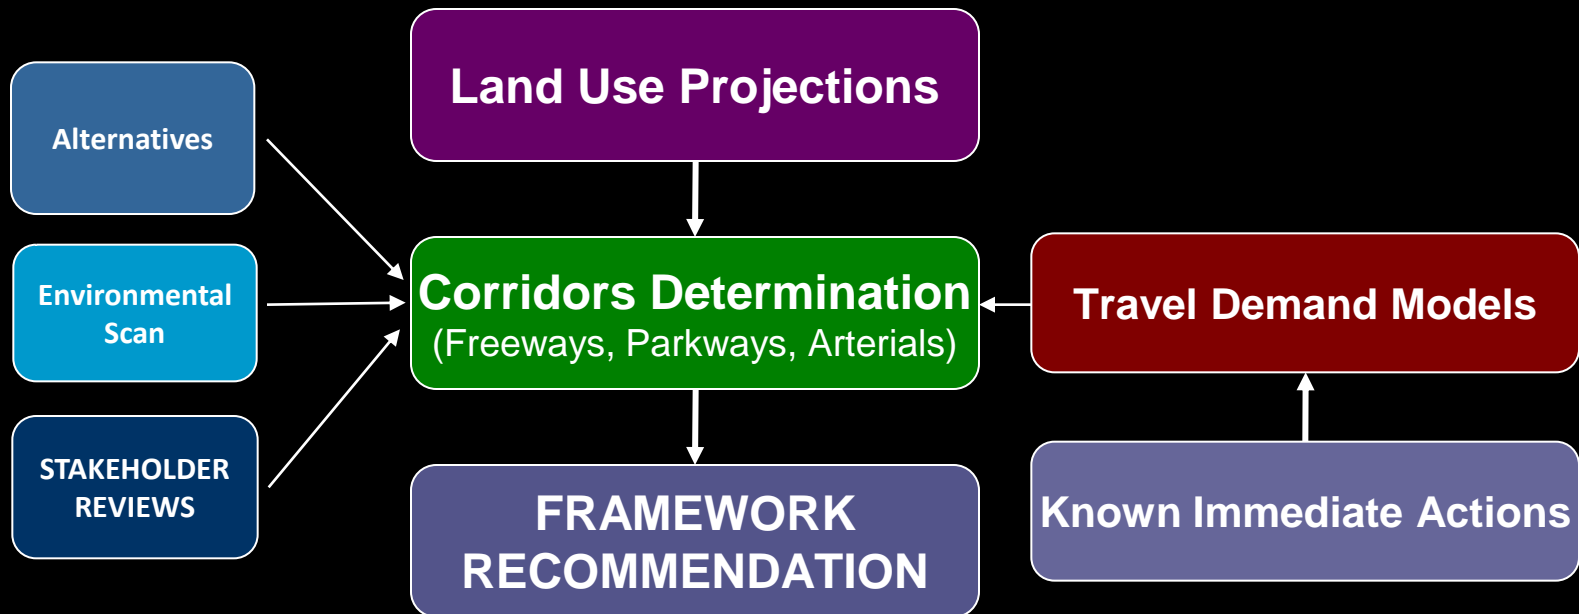 Land Use Projections
Alternatives
Environmental
Scan
Corridors Determination
(Freeways, Parkways, Arterials)
Travel Demand Models
STAKEHOLDER
REVIEWS
FRAMEWORK
RECOMMENDATION
Known Immediate Actions